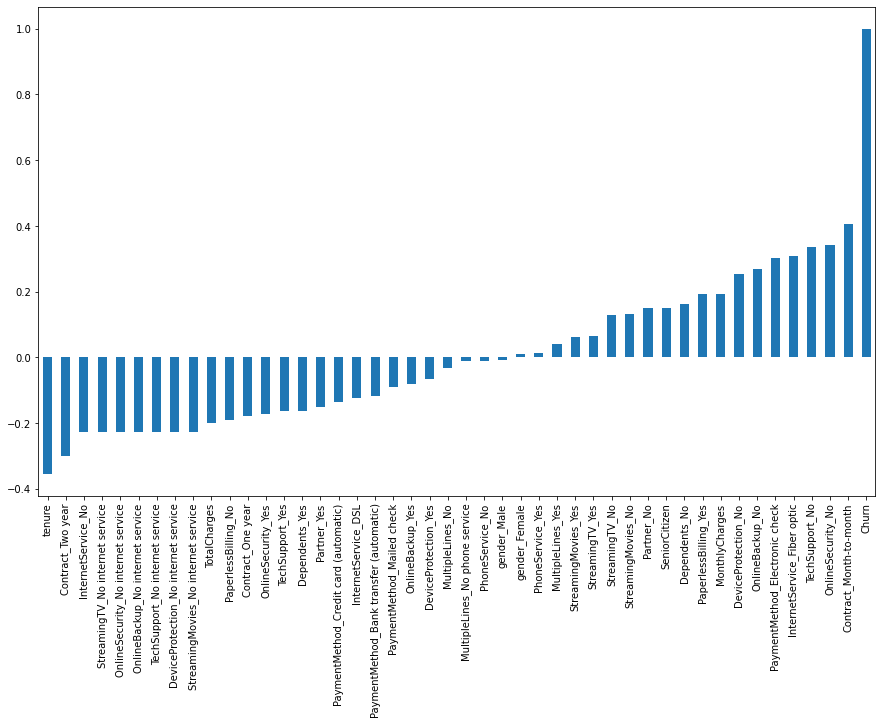 1.0
0.8
0.6
0.4
0.2
0.0
−0.2
−0.4
tenure
Contract_Two year
InternetService_No
StreamingTV_No internet service
OnlineSecurity_No internet service
OnlineBackup_No internet service
TechSupport_No internet service
DeviceProtection_No internet service
StreamingMovies_No internet service
TotalCharges
PaperlessBilling_No
Contract_One year
OnlineSecurity_Yes
TechSupport_Yes
Dependents_Yes
Partner_Yes
PaymentMethod_Credit card (automatic)
InternetService_DSL
PaymentMethod_Bank transfer (automatic)
PaymentMethod_Mailed check
OnlineBackup_Yes
DeviceProtection_Yes
MultipleLines_No
MultipleLines_No phone service
PhoneService_No
gender_Male
gender_Female
PhoneService_Yes
MultipleLines_Yes
StreamingMovies_Yes
StreamingTV_Yes
StreamingTV_No
StreamingMovies_No
Partner_No
SeniorCitizen
Dependents_No
PaperlessBilling_Yes
MonthlyCharges
DeviceProtection_No
OnlineBackup_No
PaymentMethod_Electronic check
InternetService_Fiber optic
TechSupport_No
OnlineSecurity_No
Contract_Month-to-month
Churn